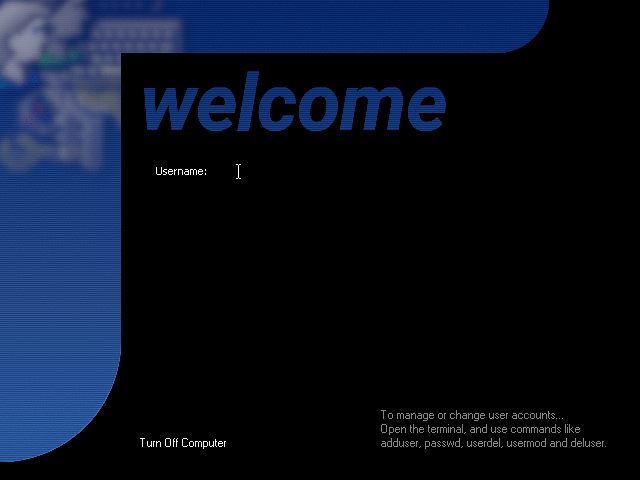 welcome
Username:
To manage or change user accounts...
Open the terminal, and use commands like
Turn Off Computer
adduser, passwd, userdel, usermod and deluser.